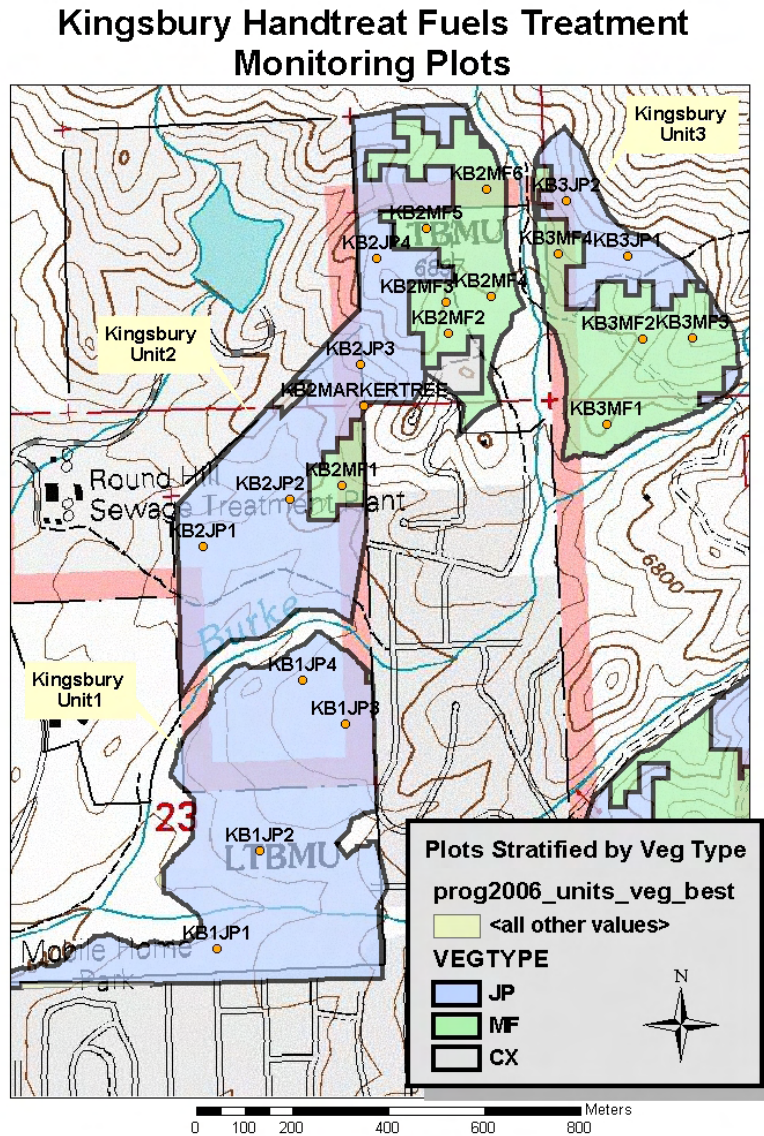 Kingsbury Handtreat Fuels Treatment
Monitoring Plots
Kingsbury
Unit3
KB2MF6
KB3JP2
KB2MF5
TBMU
KB2JP4
KB3MF4
KB3JP1
KB2MF3
KB2MF4
KB2MF2
KB3MF2
KB3MF3
Kingsbury
Unit2
KB2JP3
KB2MARKERTREE
KB3MF1
Round Hill
Sewage Treatment Plant
KB2JP2
KB2MF1
KB2JP1
6800
Burke
Kingsbury
Unit1
KB1JP4
KB1JP3
23
KB1JP2
LTBMU
KB1JP1
Mobile Home
Park
Plots Stratified by Veg Type
prog2006_units_veg_best
<all other values>
VEGTYPE
JP
MF
CX
N
Meters
0 100 200 400 600 800